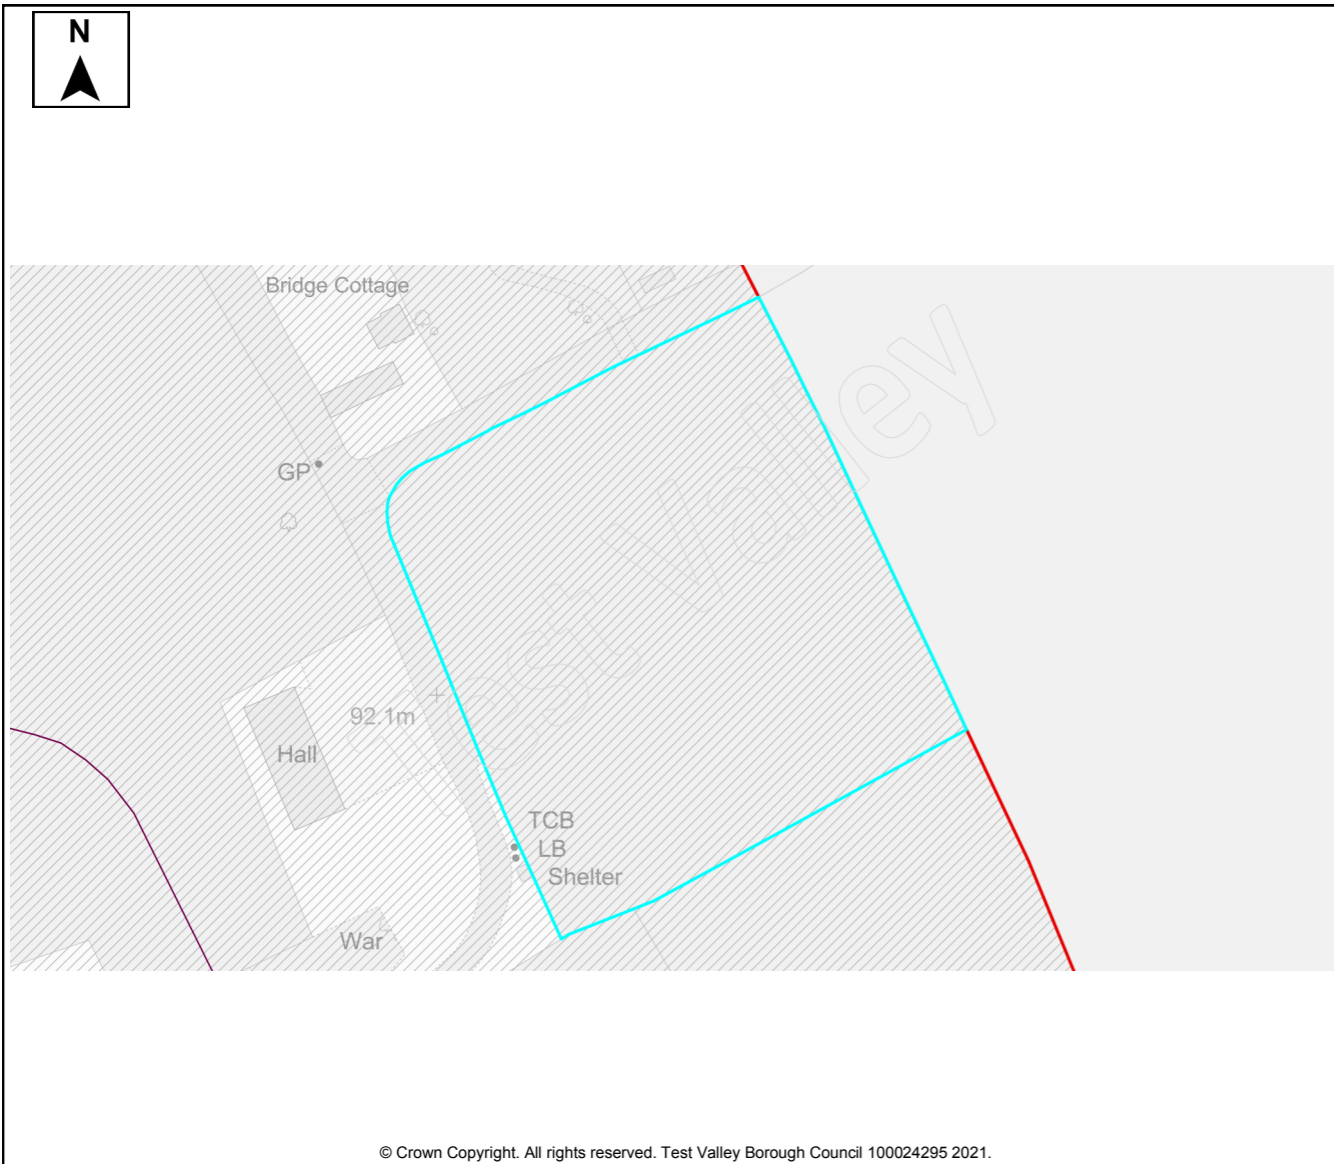 N
Bridge Cottage
GP
92.1m
Hall
TCB
LB
Shelter
War
est Valley
© Crown Copyright. All rights reserved. Test Valley Borough Council 100024295 2021.